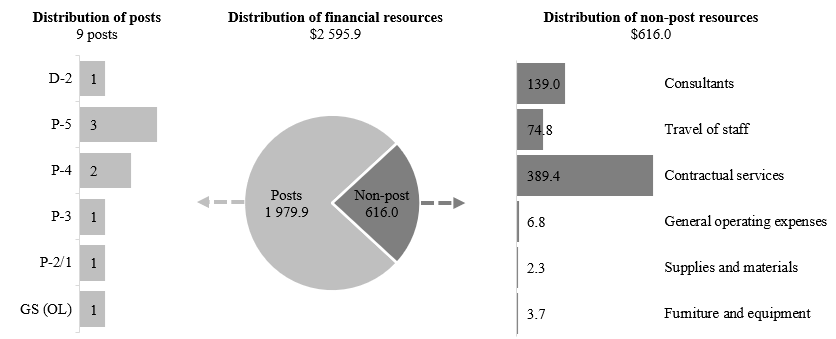 Distribution of posts
9 posts
D-2 1
P-5 3
P-4 2
P-3 1
P-2/1 1
GS (OL) 1
Distribution of financial resources
$2 595.9
Posts
1 979.9
Non-post
616.0
Distribution of non-post resources
$616.0
139.0 Consultants
74.8 Travel of staff
389.4 Contractual services
6.8 General operating expenses
2.3 Supplies and materials
3.7 Furniture and equipment